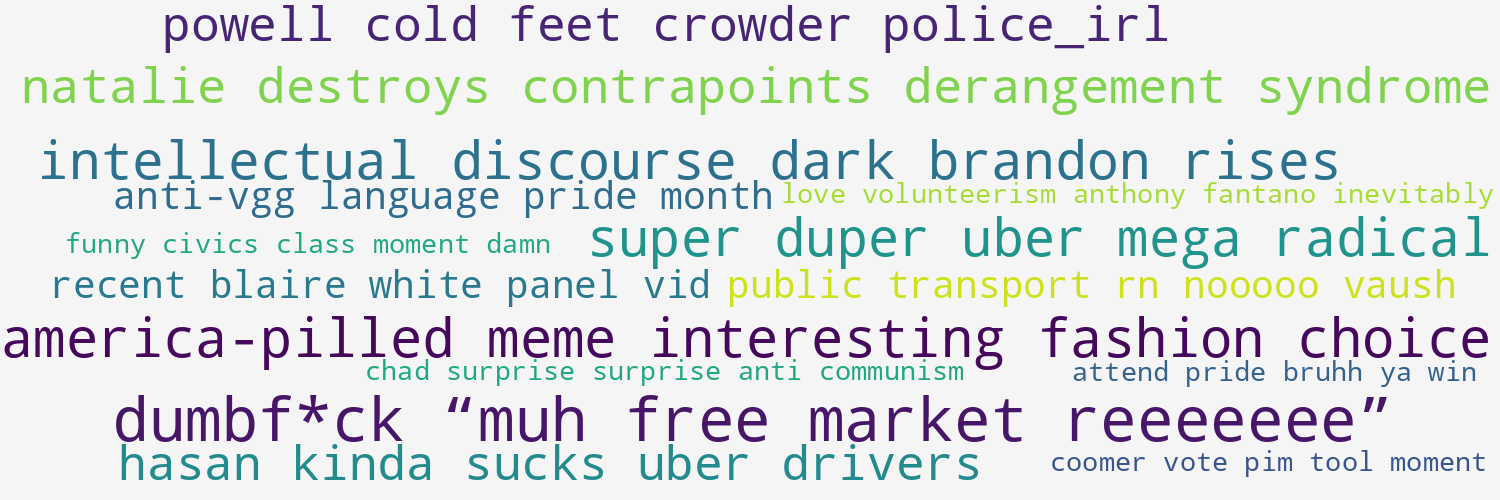 powell cold feet crowder police_irl
natalie destroys contrapoints derangement syndrome
intellectual discourse dark brandon rises
anti-vgg language pride month love volunteerism anthony fantano inevitably
funny civics class moment damn super duper uber mega radical
recent blaire white panel vid public transport rn nooooo vaush
america-pilled meme interesting fashion choice
chad surprise surprise anti communism attend pride bruhh ya win
dumbf*ck “muh free market reeeeeee”
hasan kinda sucks uber drivers coomer vote pim tool moment